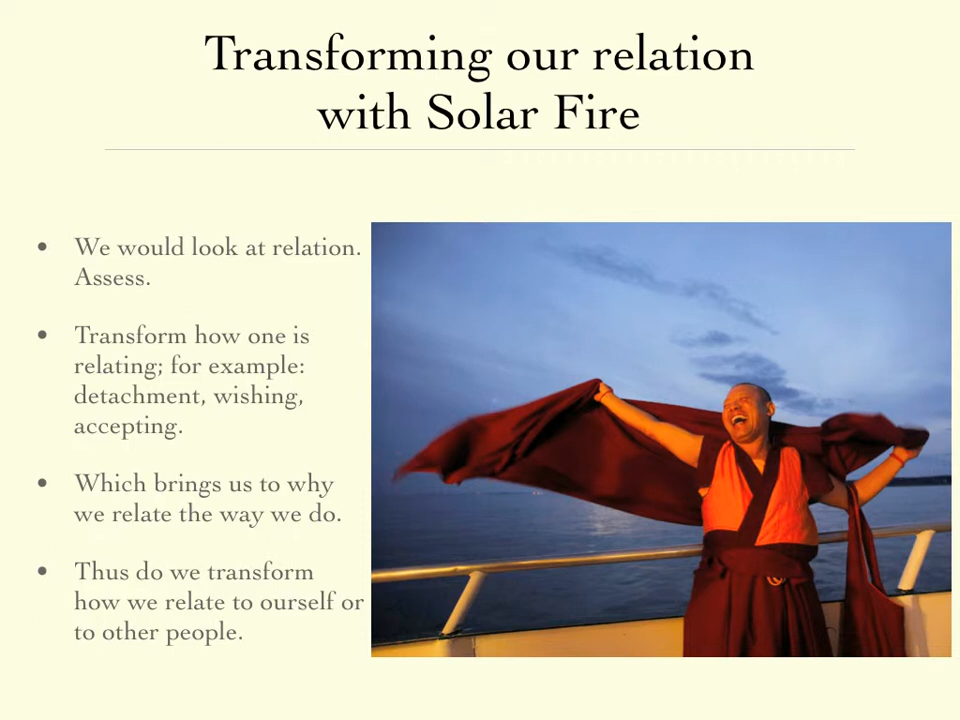 Transforming our relation
with Solar Fire
• We would look at relation.
Assess.
• Transform how one is
relating; for example:
detachment, wishing,
accepting.
• Which brings us to why
we relate the way we do.
• Thus do we transform
how we relate to ourself or
to other people.